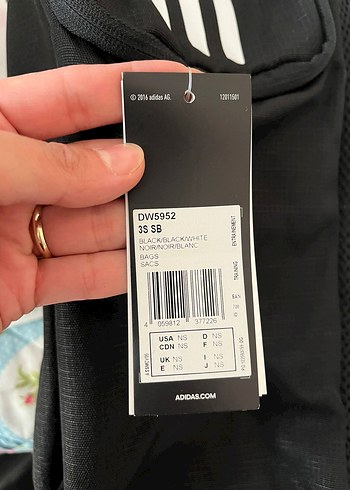 © 2016 adidas AG.
12011501
DW5952
3S SB
BLACK/BLACK/WHITE
NOIR/NOIR/BLANC
BAGS
SACS
TRAINING
ENTRAINEMENT
EAN
4 059812 377226
USA NS D NS
CDN NS F NS
UK NS I NS
E NS J NS
ADIDAS.COM